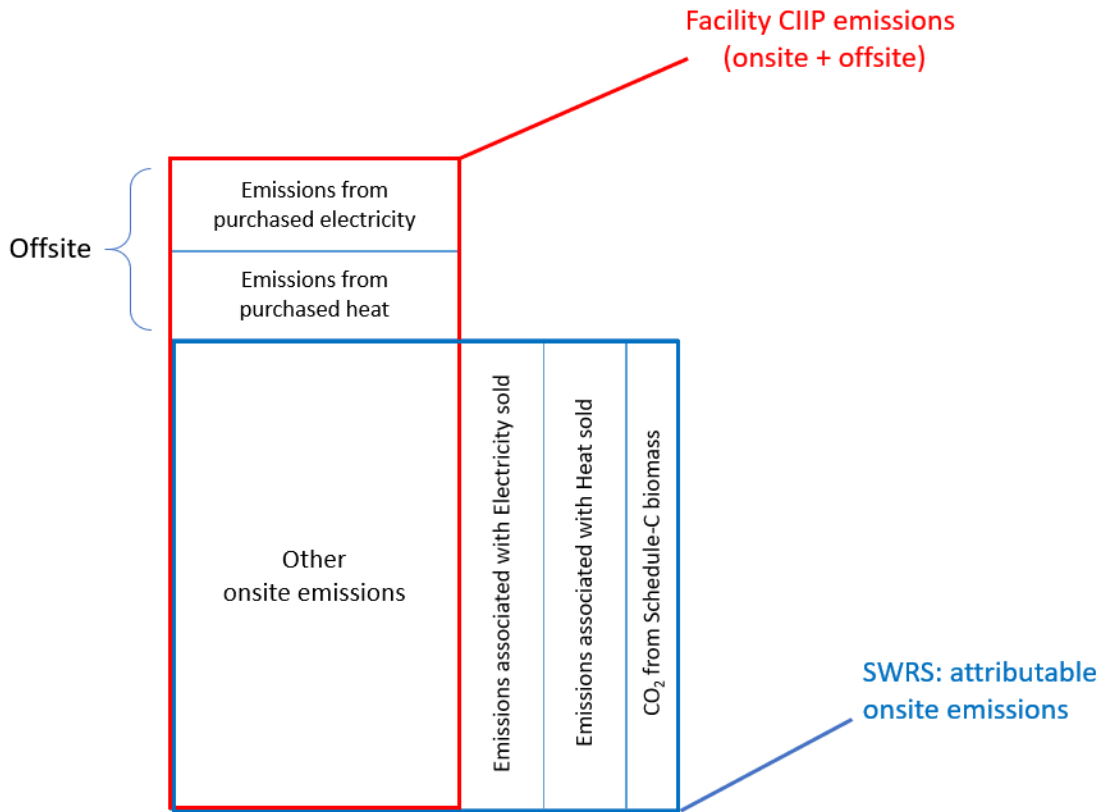 Facility CIIP emissions
(onsite + offsite)
Emissions from
purchased electricity
Offsite
Emissions from
purchased heat
Other
onsite emissions
Emissions associated with Electricity sold
Emissions associated with Heat sold
CO₂ from Schedule-C biomass
SWRS: attributable
onsite emissions